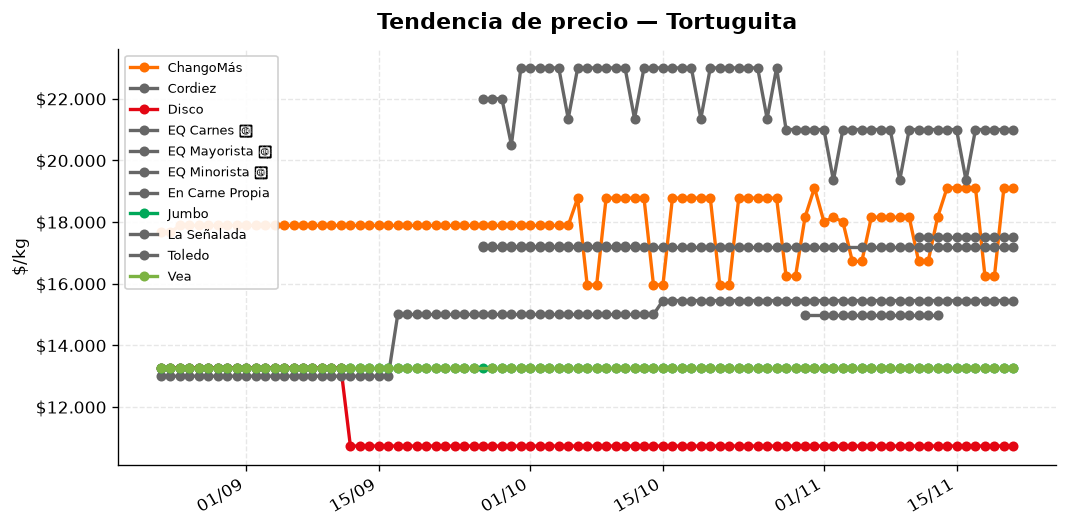 Tendencia de precio — Tortuguita
ChangoMás
Cordiez
Disco
EQ Carnes
EQ Mayorista
EQ Minorista
En Carne Propia
Jumbo
La Señalada
Toledo
Vea
$/kg
$22.000
$20.000
$18.000
$16.000
$14.000
$12.000
01/09
15/09
01/10
15/10
01/11
15/11